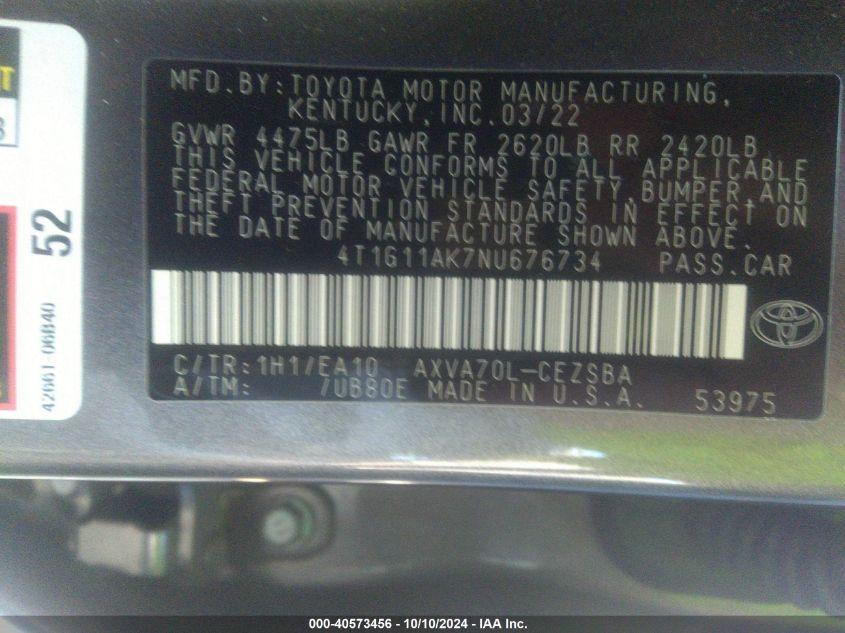 MFD.BY:TOYOTA MOTOR MANUFACTURING,
KENTUCKY,INC.03/22
GVWR 4475LB GAWR FR 2620LB RR 2420LB
THIS VEHICLE CONFORMS TO ALL APPLICABLE
FEDERAL MOTOR VEHICLE SAFETY,BUMPER,AND
THEFT PREVENTION STANDARDS IN EFFECT ON
THE DATE OF MANUFACTURE SHOWN ABOVE.
4T1G11AK7NU676734 PASS.CAR
C/TR:1H1/EA10 AXVA70L-CEZSBA
A/TM: /UB80E MADE IN U.S.A. 53975
52
42661 06B40
000-40573456 - 10/10/2024 - IAA Inc.